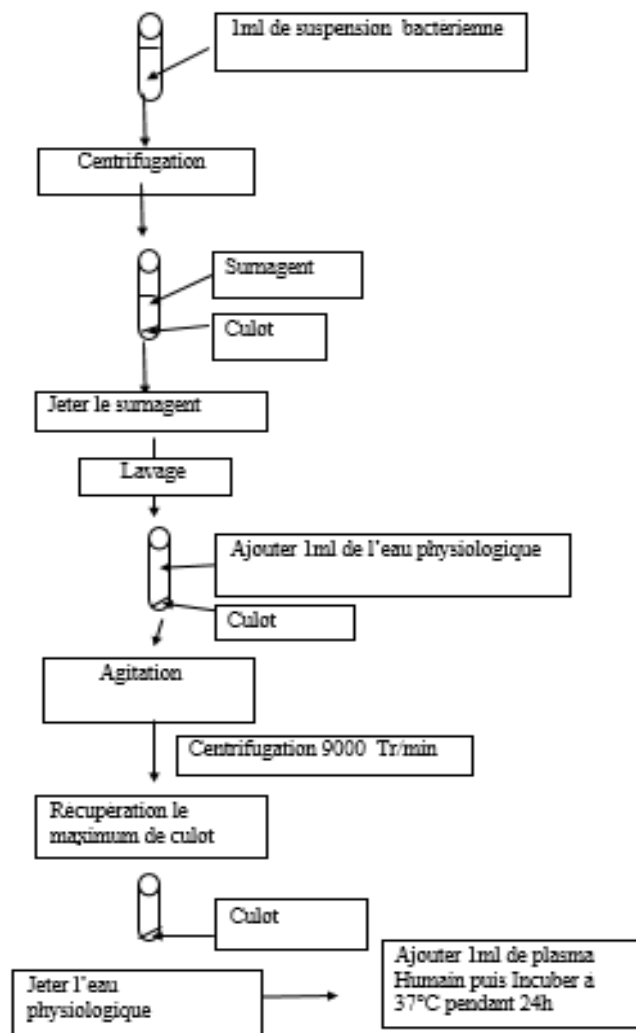 1ml de suspension bactérienne
Centrifugation
Surnagent
Culot
Jeter le surnagent
Lavage
Ajouter 1ml de l'eau physiologique
Culot
Agitation
Centrifugation 9000 Tr/min
Récupération le
maximum de culot
Culot
Jeter l'eau
physiologique
Ajouter 1ml de plasma
Humain puis Incuber à
37°C pendant 24h